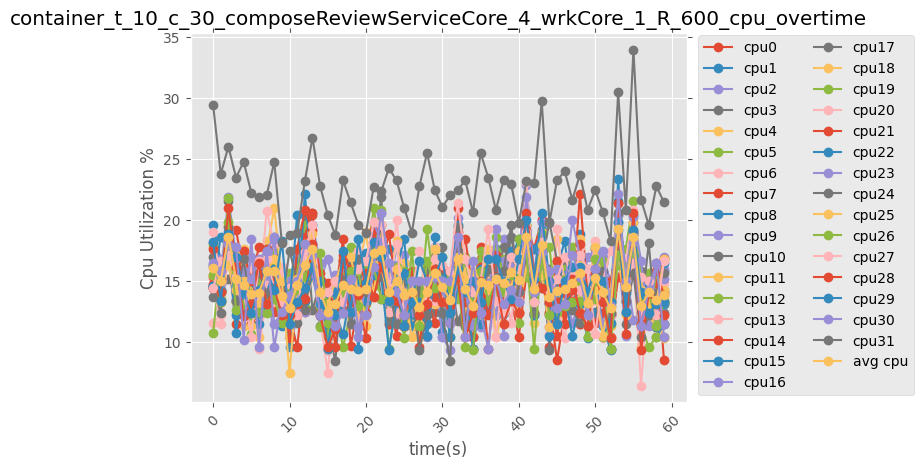 container_t_10_c_30_composeReviewServiceCore_4_wrkCore_1_R_600_cpu_overtime
35
30
25
20
15
10
Cpu Utilization %
0
10
20
30
40
50
60
time(s)
cpu0
cpu1
cpu2
cpu3
cpu4
cpu5
cpu6
cpu7
cpu8
cpu9
cpu10
cpu11
cpu12
cpu13
cpu14
cpu15
cpu16
cpu17
cpu18
cpu19
cpu20
cpu21
cpu22
cpu23
cpu24
cpu25
cpu26
cpu27
cpu28
cpu29
cpu30
cpu31
avg cpu